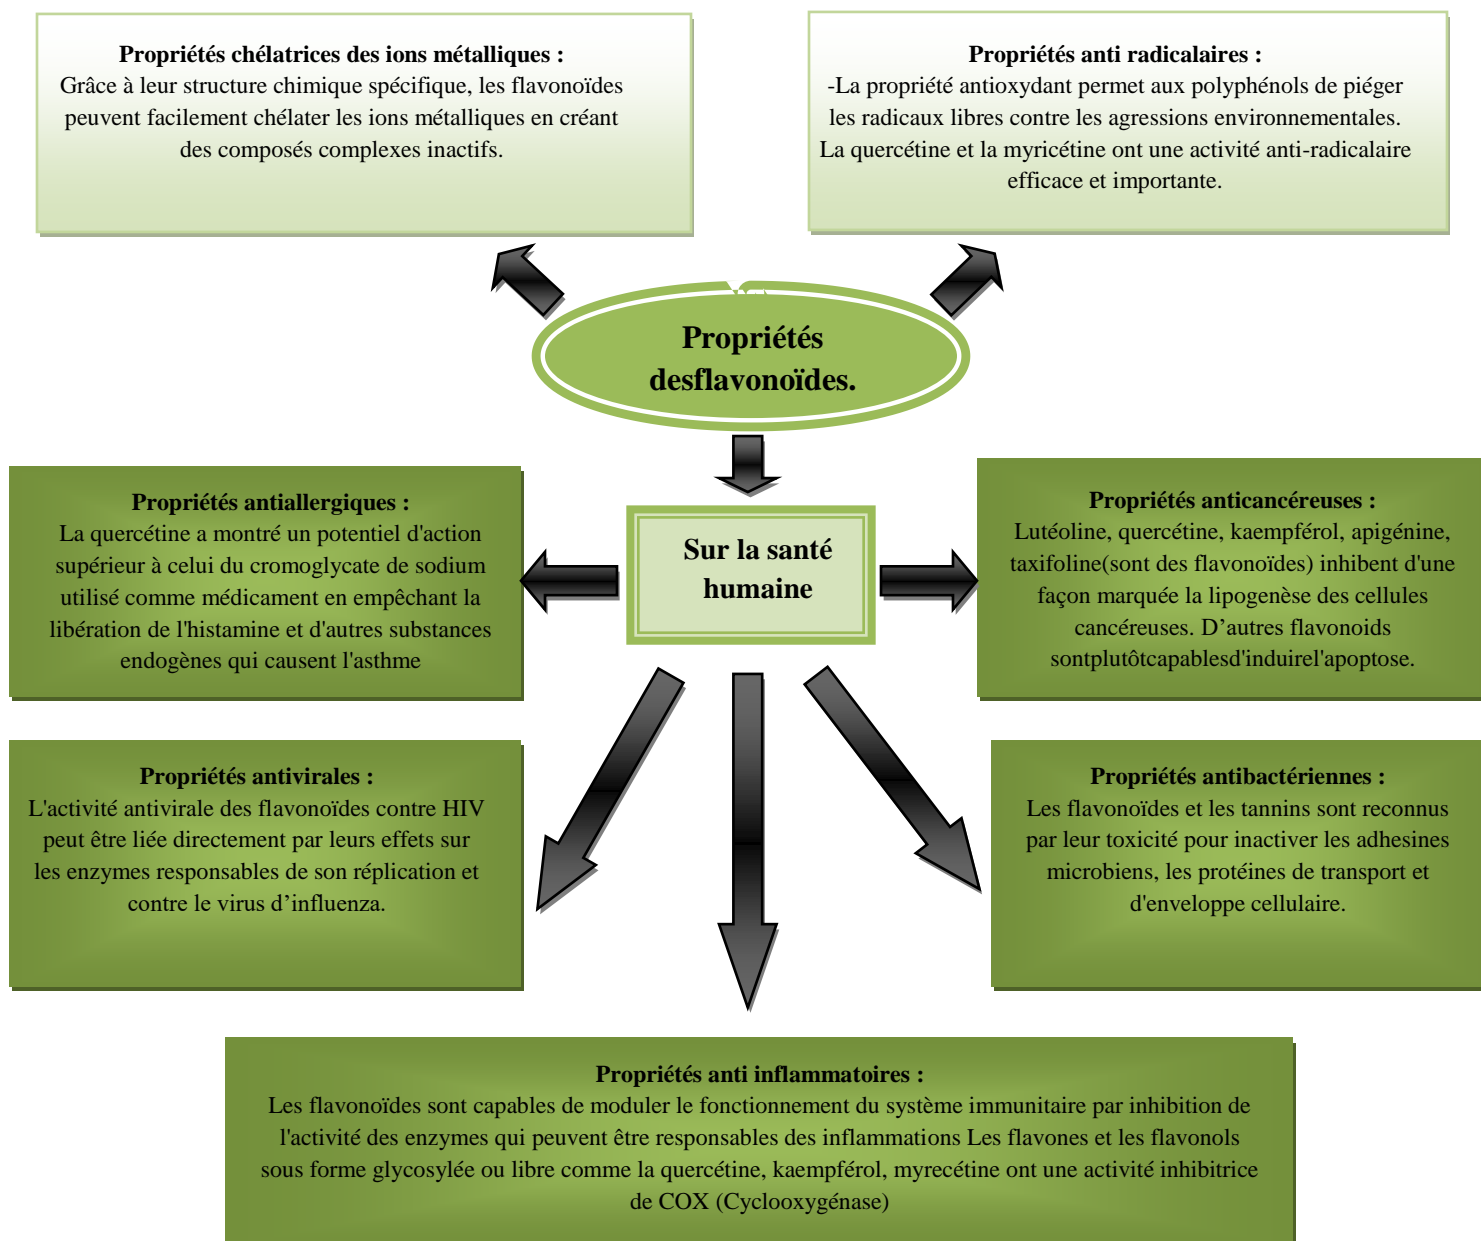 Propriétés chélatrices des ions métalliques :
Grâce à leur structure chimique spécifique, les flavonoïdes
peuvent facilement chélater les ions métalliques en créant
des composés complexes inactifs.
Propriétés anti radicalaires :
-La propriété antioxydant permet aux polyphénols de piéger
les radicaux libres contre les agressions environnementales.
La quercétine et la myricétine ont une activité anti-radicalaire
efficace et importante.
Propriétés
desflavonoïdes.
Propriétés antiallergiques :
La quercétine a montré un potentiel d'action
supérieur à celui du cromoglycate de sodium
utilisé comme médicament en empêchant la
libération de l'histamine et d'autres substances
endogènes qui causent l'asthme
Sur la santé
humaine
Propriétés anticancéreuses :
Lutéoline, quercétine, kaempférol, apigénine,
taxifoline(sont des flavonoïdes) inhibent d'une
façon marquée la lipogenèse des cellules
cancéreuses. D’autres flavonoids
sontplutôtcapablesd'induirel'apoptose.
Propriétés antivirales :
L'activité antivirale des flavonoïdes contre HIV
peut être liée directement par leurs effets sur
les enzymes responsables de son réplication et
contre le virus d’influenza.
Propriétés antibactériennes :
Les flavonoïdes et les tannins sont reconnus
par leur toxicité pour inactiver les adhesines
microbiens, les protéines de transport et
d'enveloppe cellulaire.
Propriétés anti inflammatoires :
Les flavonoïdes sont capables de moduler le fonctionnement du système immunitaire par inhibition de
l'activité des enzymes qui peuvent être responsables des inflammations Les flavones et les flavonols
sous forme glycosylée ou libre comme la quercétine, kaempférol, myrecétine ont une activité inhibitrice
de COX (Cyclooxygénase)